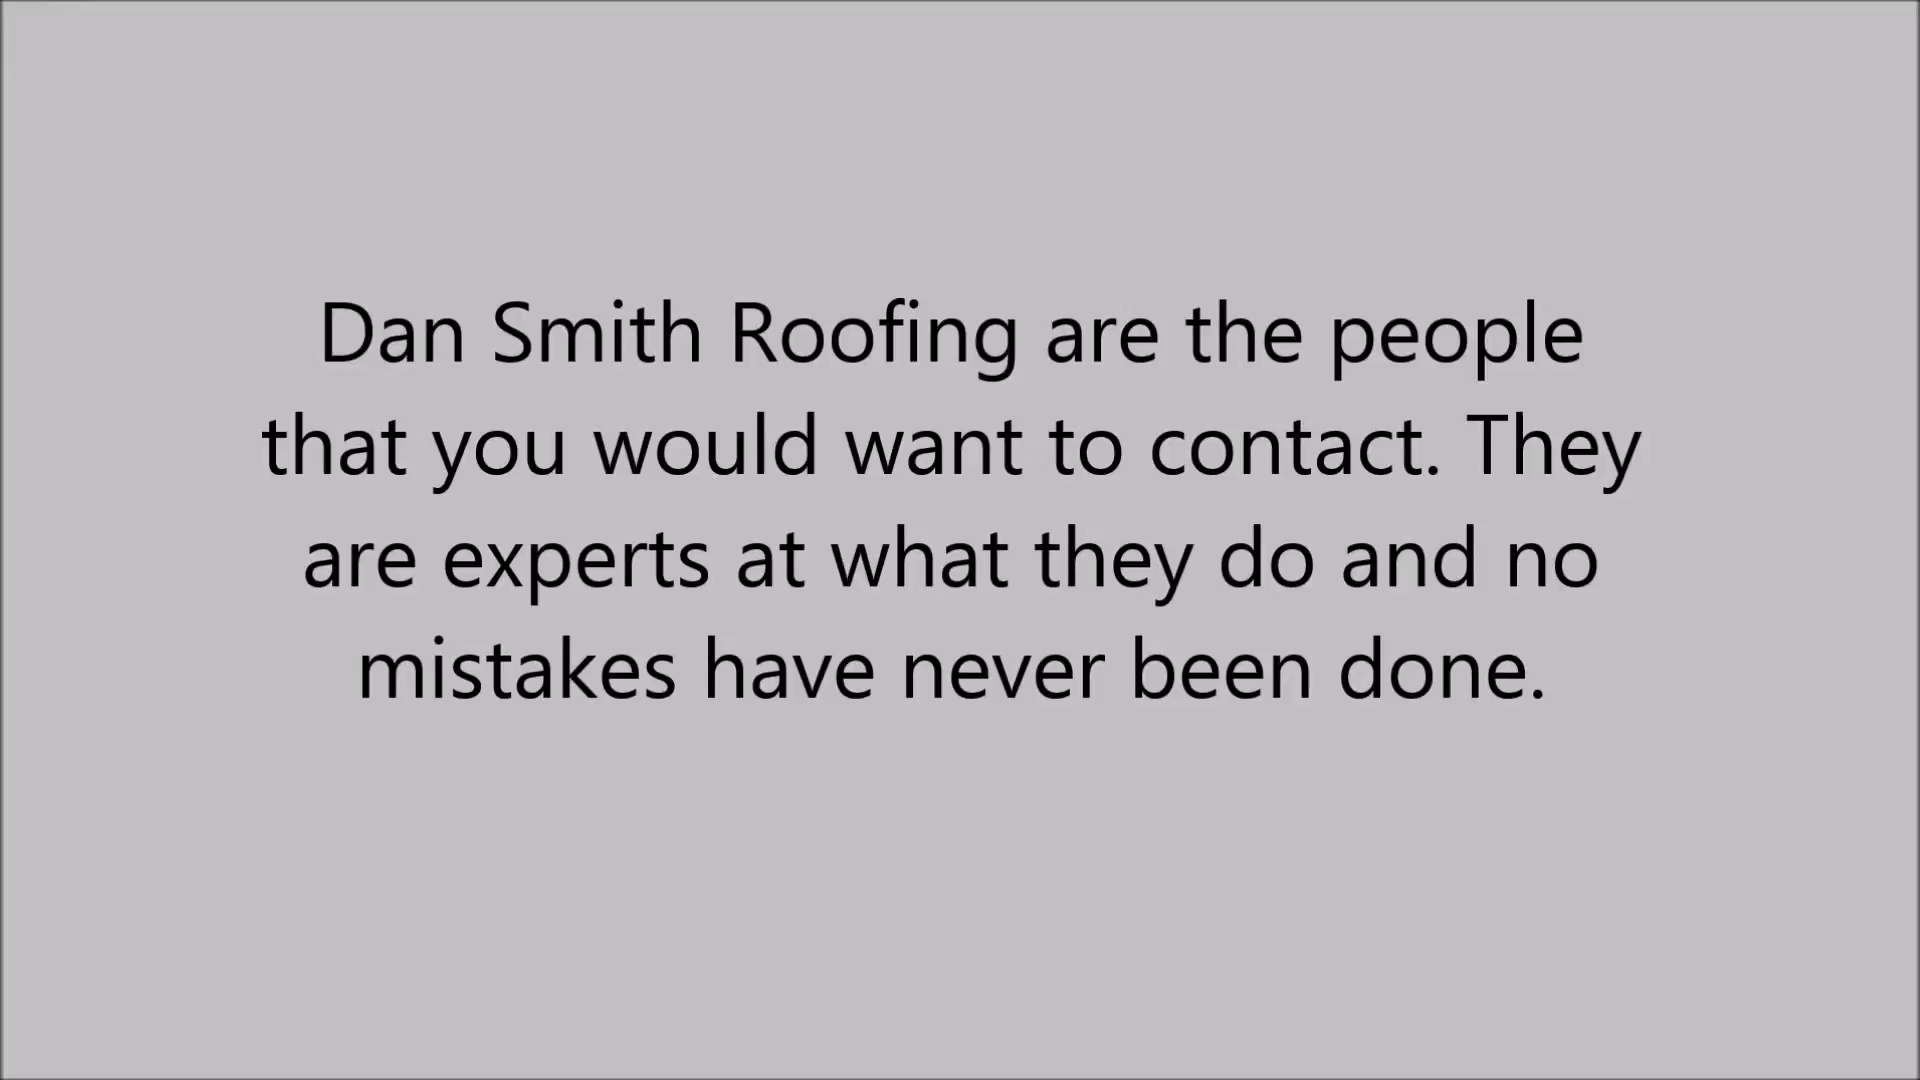 Dan Smith Roofing are the people
that you would want to contact. They
are experts at what they do and no
mistakes have never been done.